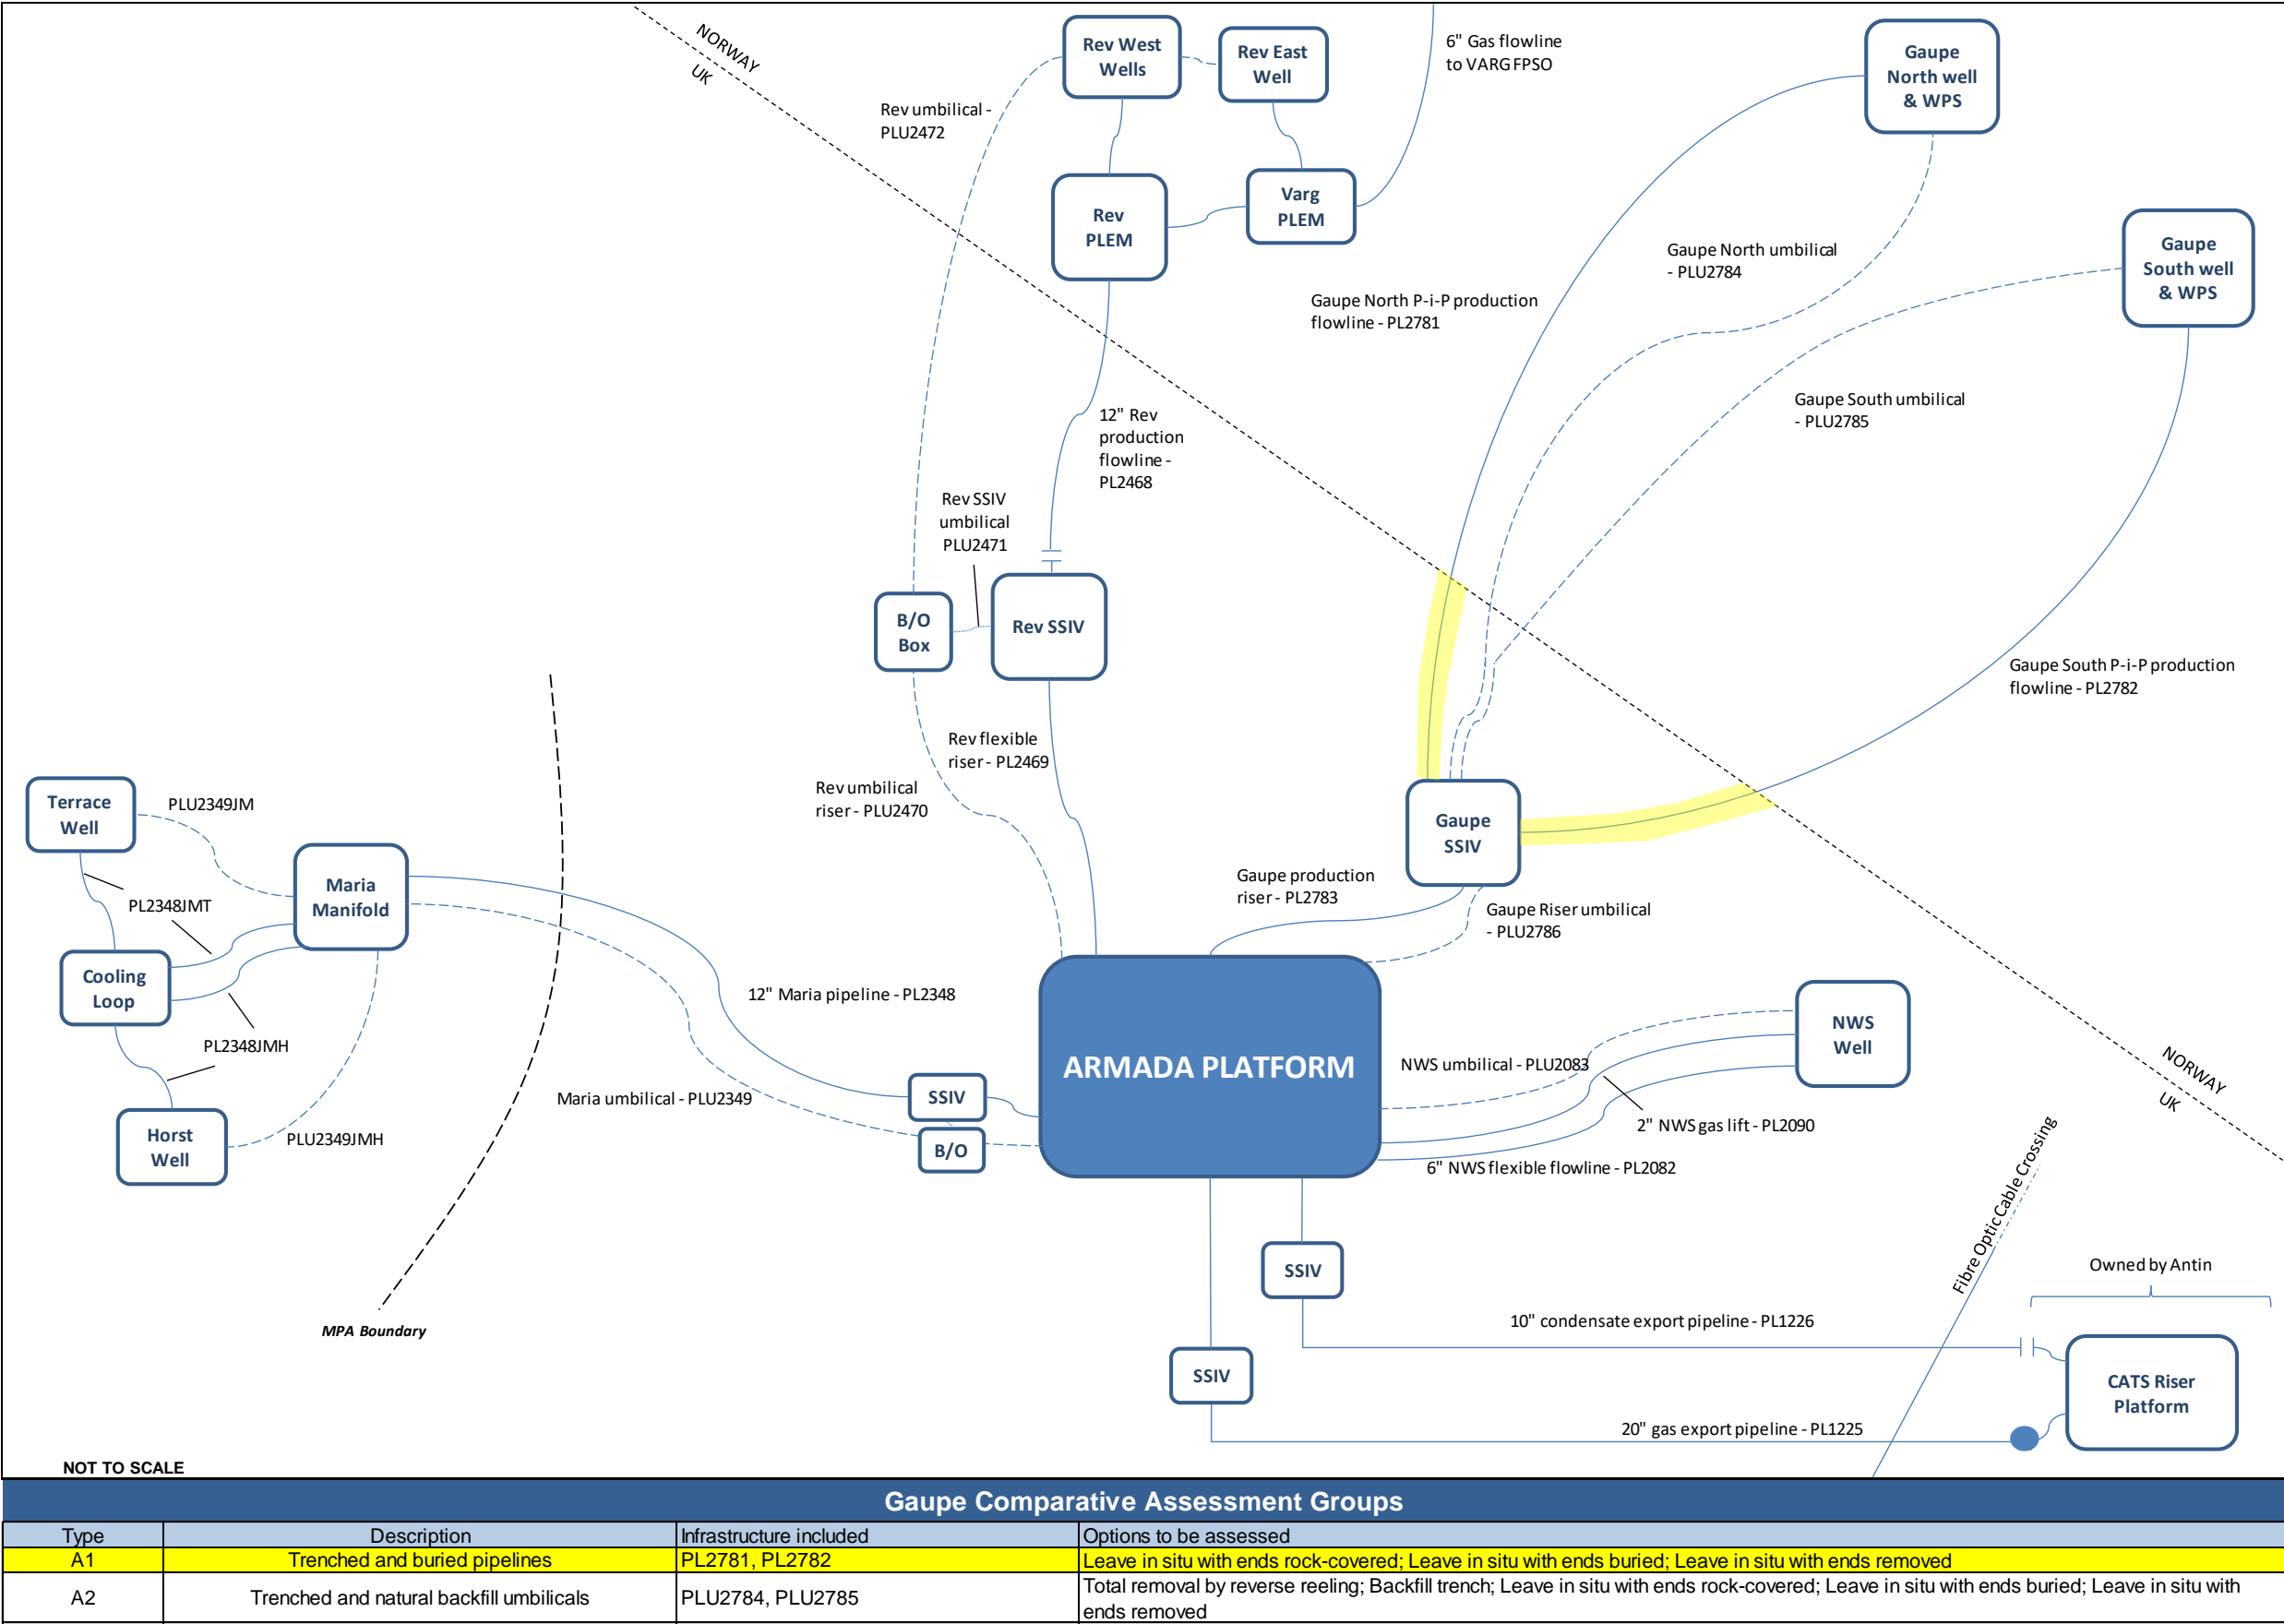 NORWAY
UK
Rev West
Wells
Rev East
Well
6" Gas flowline
to VARG FPSO
Gaupe
North well
& WPS
Rev umbilical -
PLU2472
Rev
PLEM
Varg
PLEM
Gaupe North umbilical
- PLU2784
Gaupe
South well
& WPS
Gaupe North P-i-P production
flowline - PL2781
Gaupe South umbilical
- PLU2785
12" Rev
production
flowline -
PL2468
Rev SSIV
umbilical
PLU2471
B/O
Box
Rev SSIV
Gaupe South P-i-P production
flowline - PL2782
Rev flexible
riser - PL2469
Rev umbilical
riser - PLU2470
Terrace
Well
PLU2349JM
Maria
Manifold
PL2348JMT
Gaupe
SSIV
Gaupe production
riser - PL2783
Gaupe Riser umbilical
- PLU2786
Cooling
Loop
PL2348JMH
12" Maria pipeline - PL2348
ARMADA PLATFORM
NWS
Well
NWS umbilical - PLU2083
Maria umbilical - PLU2349
SSIV
B/O
2" NWS gas lift - PL2090
6" NWS flexible flowline - PL2082
Horst
Well
PLU2349JMH
NORWAY
UK
Fibre Optic Cable Crossing
SSIV
Owned by Antin
MPA Boundary
10" condensate export pipeline - PL1226
SSIV
CATS Riser
Platform
20" gas export pipeline - PL1225
NOT TO SCALE
Gaupe Comparative Assessment Groups
Type Description Infrastructure included Options to be assessed
A1 Trenched and buried pipelines PL2781, PL2782 Leave in situ with ends rock-covered; Leave in situ with ends buried; Leave in situ with ends removed
A2 Trenched and natural backfill umbilicals PLU2784, PLU2785 Total removal by reverse reeling; Backfill trench; Leave in situ with ends rock-covered; Leave in situ with ends buried; Leave in situ with
ends removed